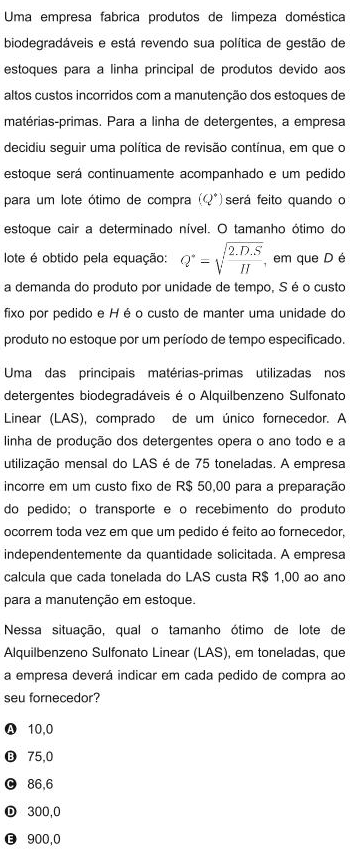 Uma empresa fabrica produtos de limpeza doméstica
biodegradáveis e está revendo sua política de gestão de
estoques para a linha principal de produtos devido aos
altos custos incorridos com a manutenção dos estoques de
matérias-primas. Para a linha de detergentes, a empresa
decidiu seguir uma política de revisão contínua, em que o
estoque será continuamente acompanhado e um pedido
para um lote ótimo de compra (Q*) será feito quando o
estoque cair a determinado nível. O tamanho ótimo do
lote é obtido pela equação: Q* = √(2.D.S/H), em que D é
a demanda do produto por unidade de tempo, S é o custo
fixo por pedido e H é o custo de manter uma unidade do
produto no estoque por um período de tempo especificado.
Uma das principais matérias-primas utilizadas nos
detergentes biodegradáveis é o Alquilbenzeno Sulfonato
Linear (LAS), comprado de um único fornecedor. A
linha de produção dos detergentes opera o ano todo e a
utilização mensal do LAS é de 75 toneladas. A empresa
incorre em um custo fixo de R$ 50,00 para a preparação
do pedido; o transporte e o recebimento do produto
ocorrem toda vez em que um pedido é feito ao fornecedor,
independentemente da quantidade solicitada. A empresa
calcula que cada tonelada do LAS custa R$ 1,00 ao ano
para a manutenção em estoque.
Nessa situação, qual o tamanho ótimo de lote de
Alquilbenzeno Sulfonato Linear (LAS), em toneladas, que
a empresa deverá indicar em cada pedido de compra ao
seu fornecedor?
A 10,0
B 75,0
C 86,6
D 300,0
E 900,0